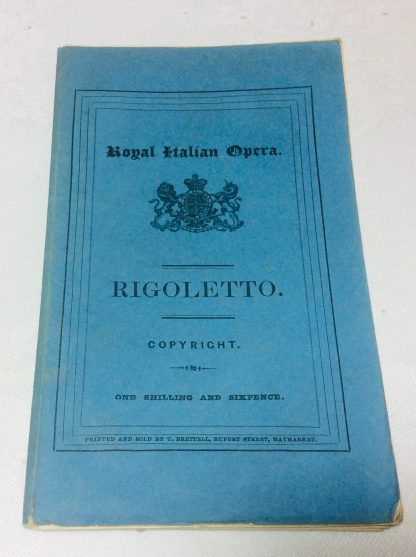 Royal Italian Opera.
RIGOLETTO.
COPYRIGHT.
ONE SHILLING AND SIXPENCE.
PRINTED AND SOLD BY T. BRETTELL, RUPERT STREET, HAYMARKET.